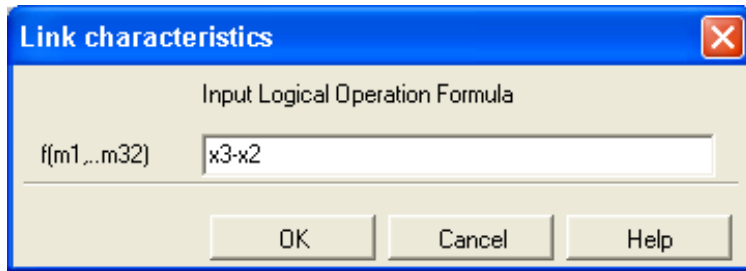 Link characteristics
Input Logical Operation Formula
f(m1,..m32) x3-x2
OK Cancel Help